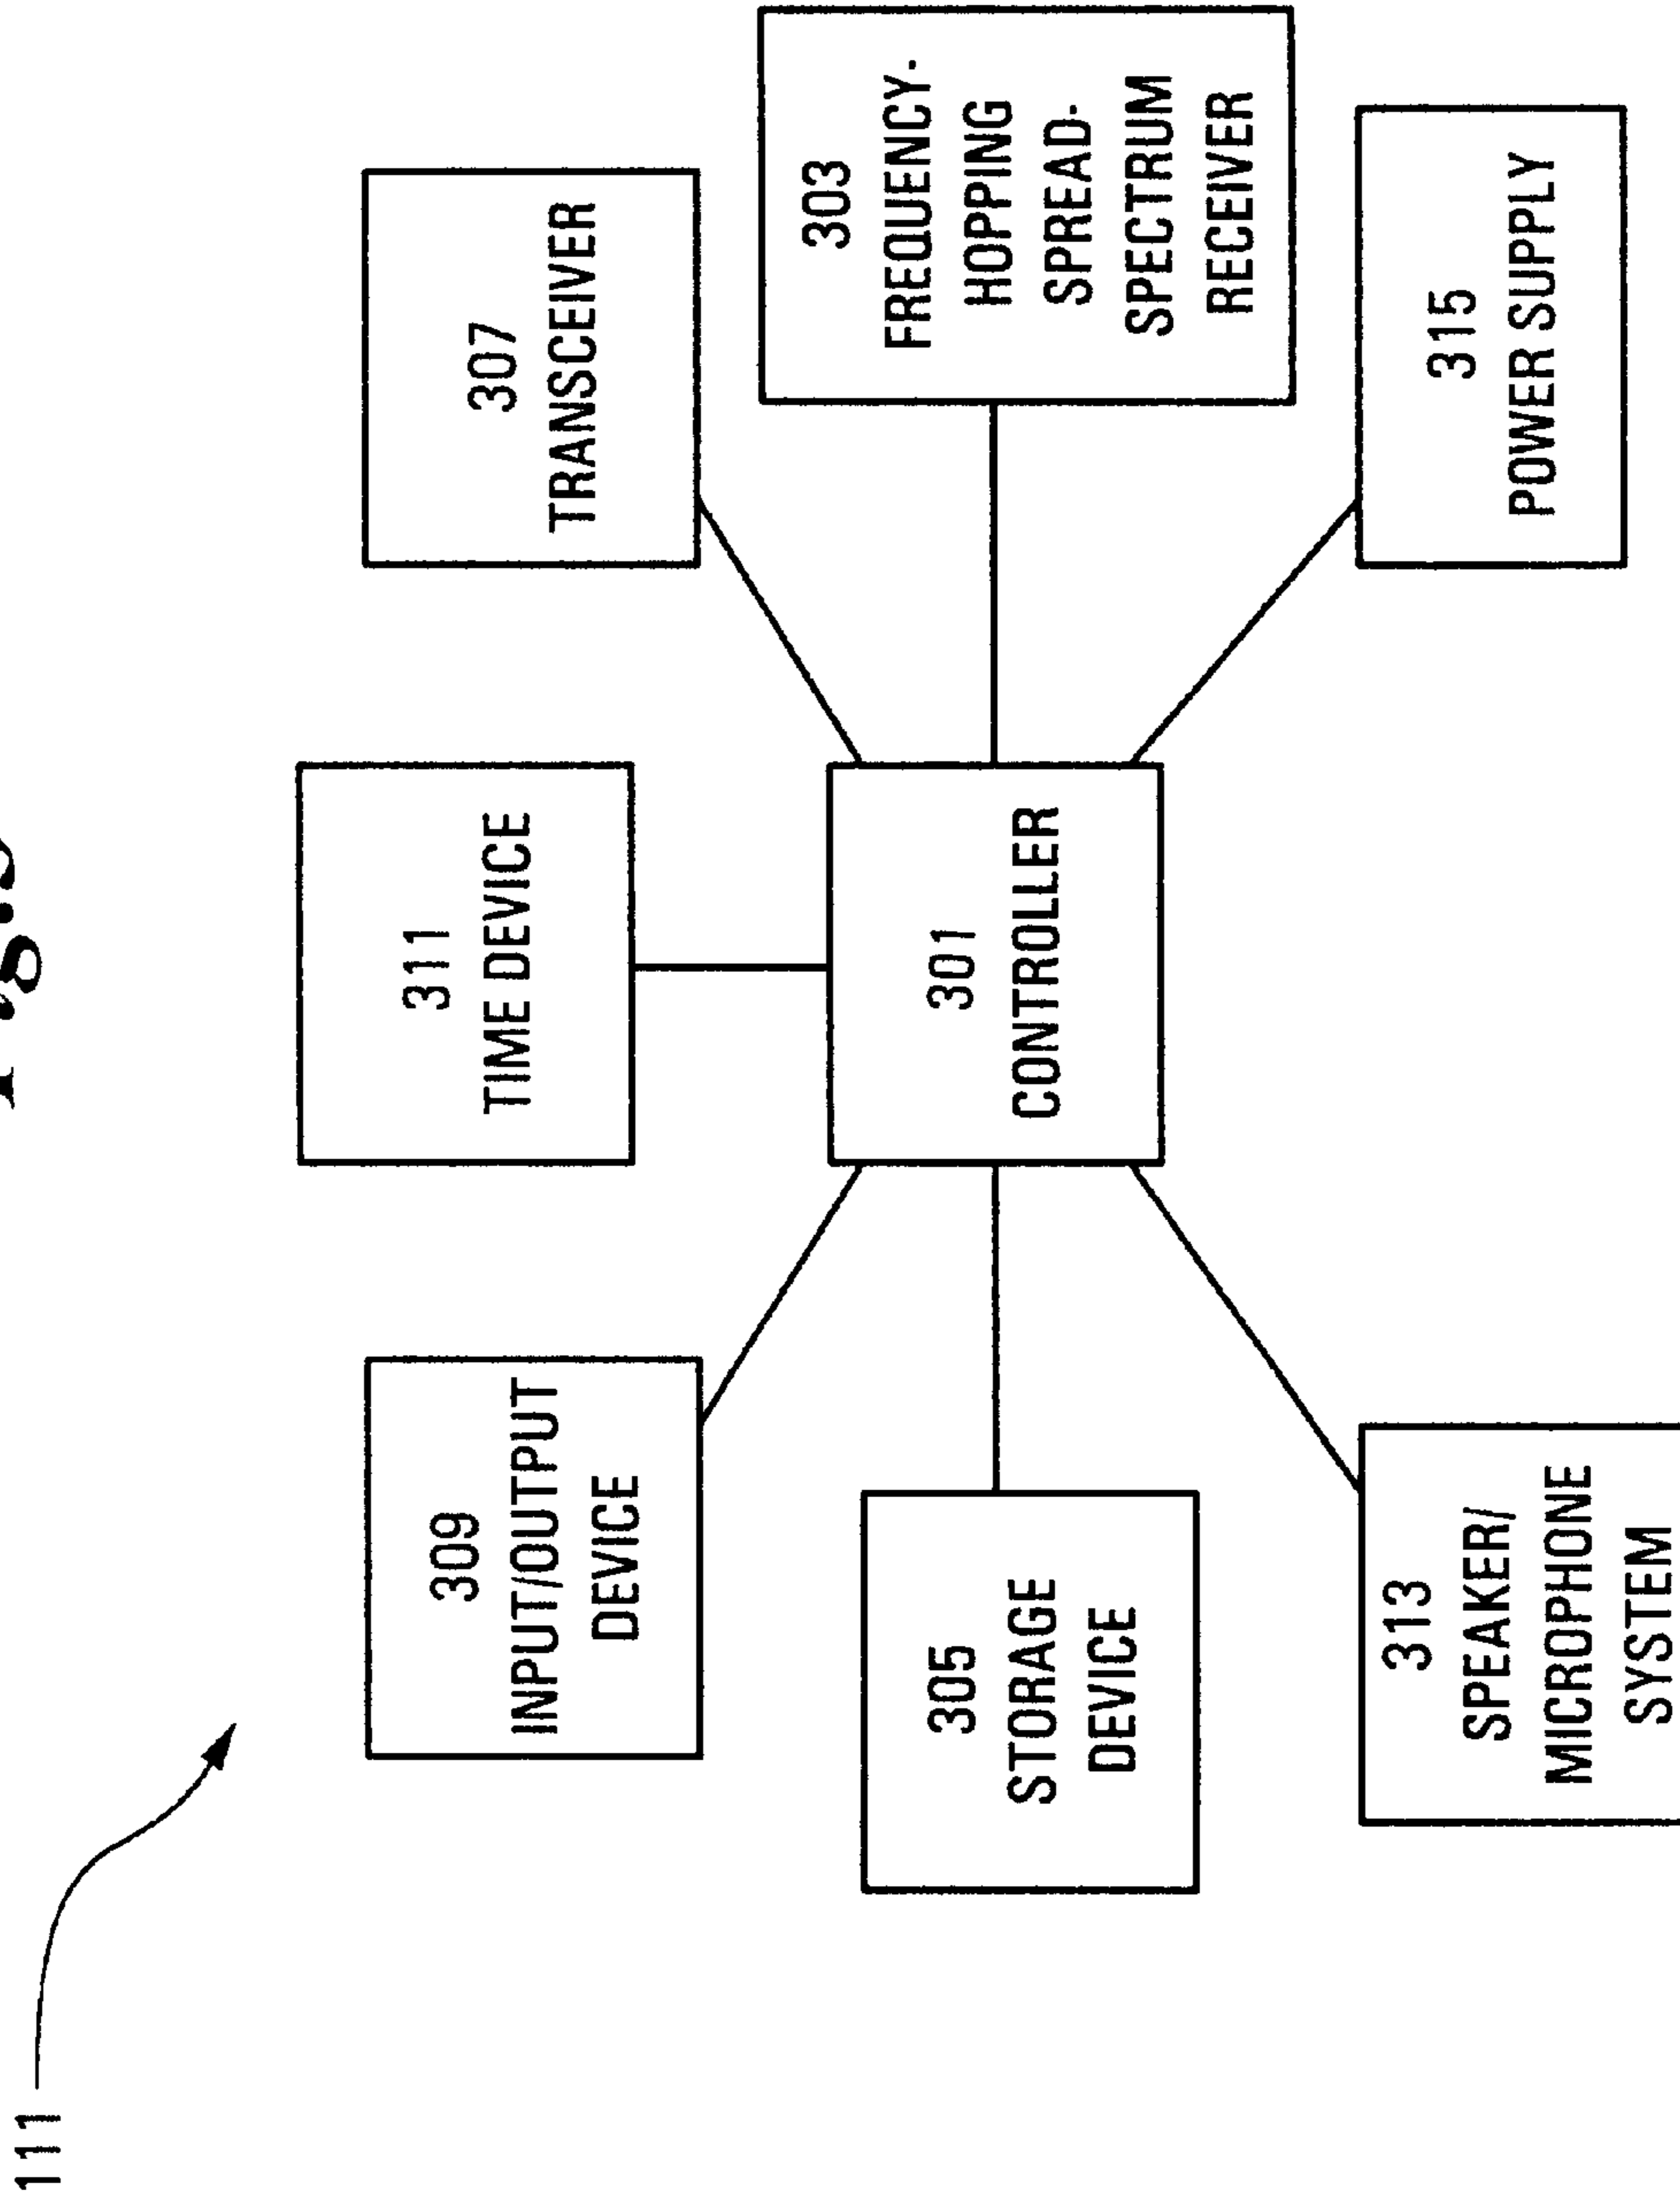 111
311
TIME DEVICE
309
INPUT/OUTPUT
DEVICE
307
TRANSCEIVER
305
STORAGE
DEVICE
301
CONTROLLER
303
FREQUENCY-
HOPPING
SPREAD-
SPECTRUM
RECEIVER
313
SPEAKER/
MICROPHONE
SYSTEM
315
POWER SUPPLY